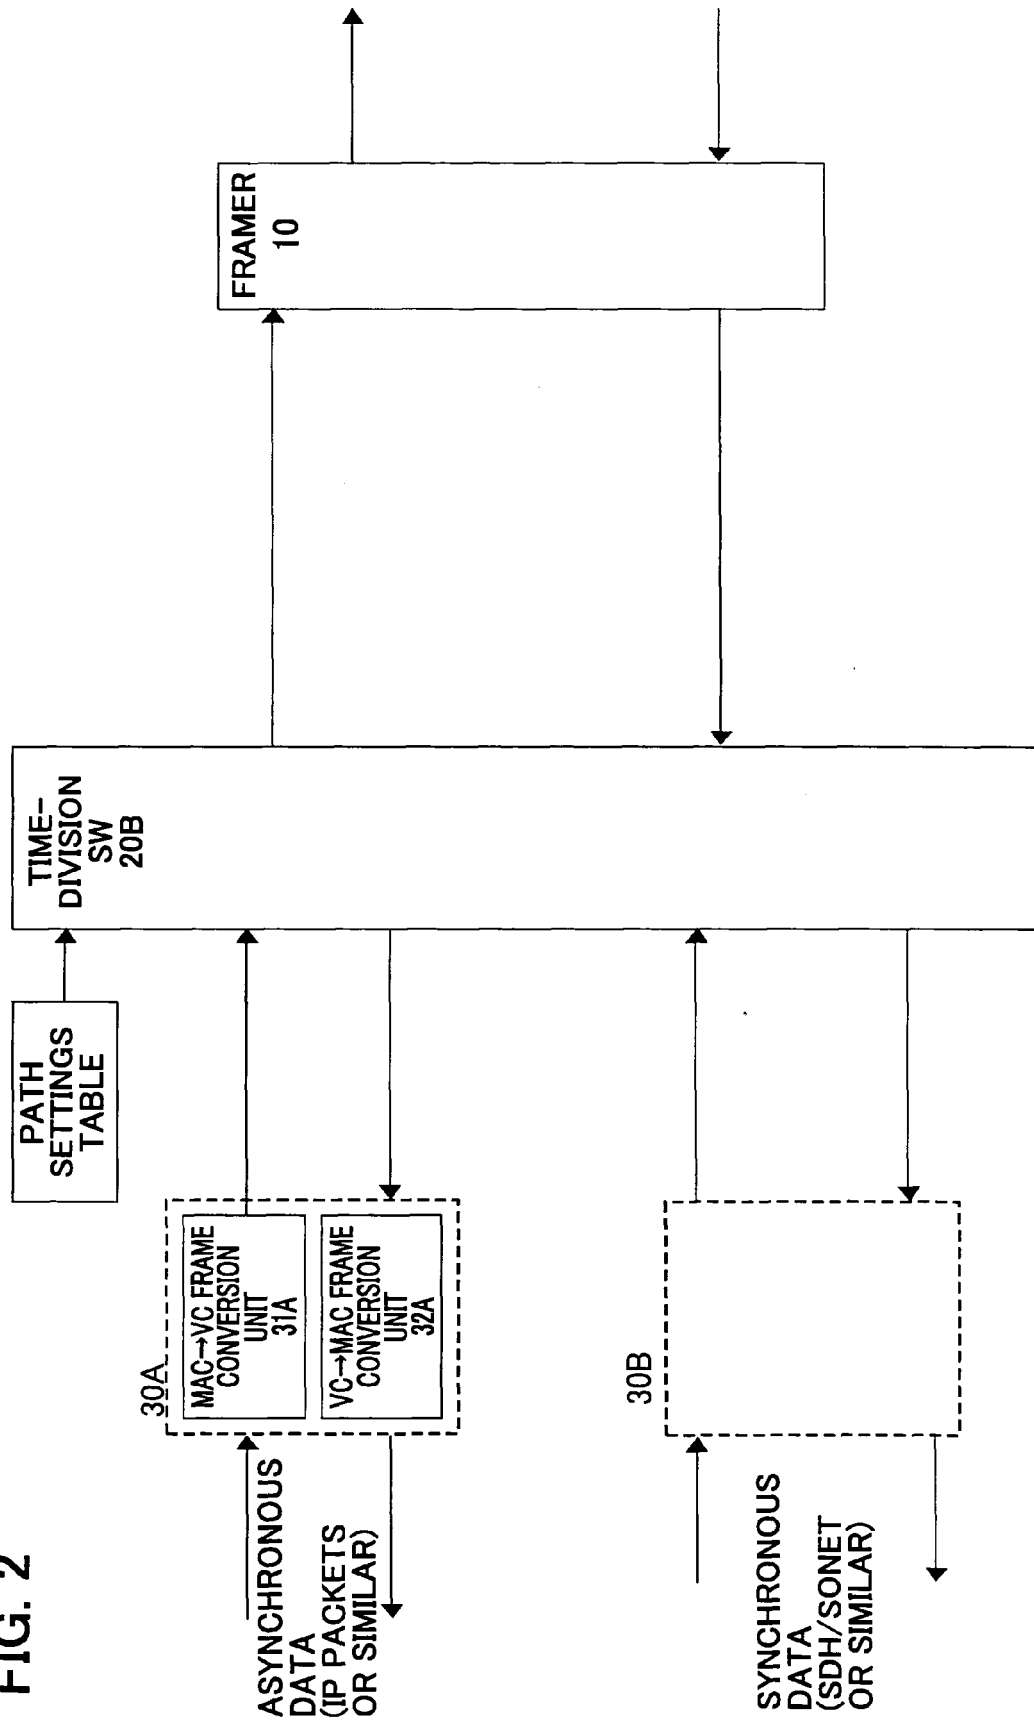 FIG. 2
PATH
SETTINGS
TABLE
TIME–
DIVISION
SW
20B
FRAMER
10
30A
MAC→VC FRAME
CONVERSION
UNIT
31A
VC→MAC FRAME
CONVERSION
UNIT
32A
ASYNCHRONOUS
DATA
(IP PACKETS
OR SIMILAR)
30B
SYNCHRONOUS
DATA
(SDH/SONET
OR SIMILAR)